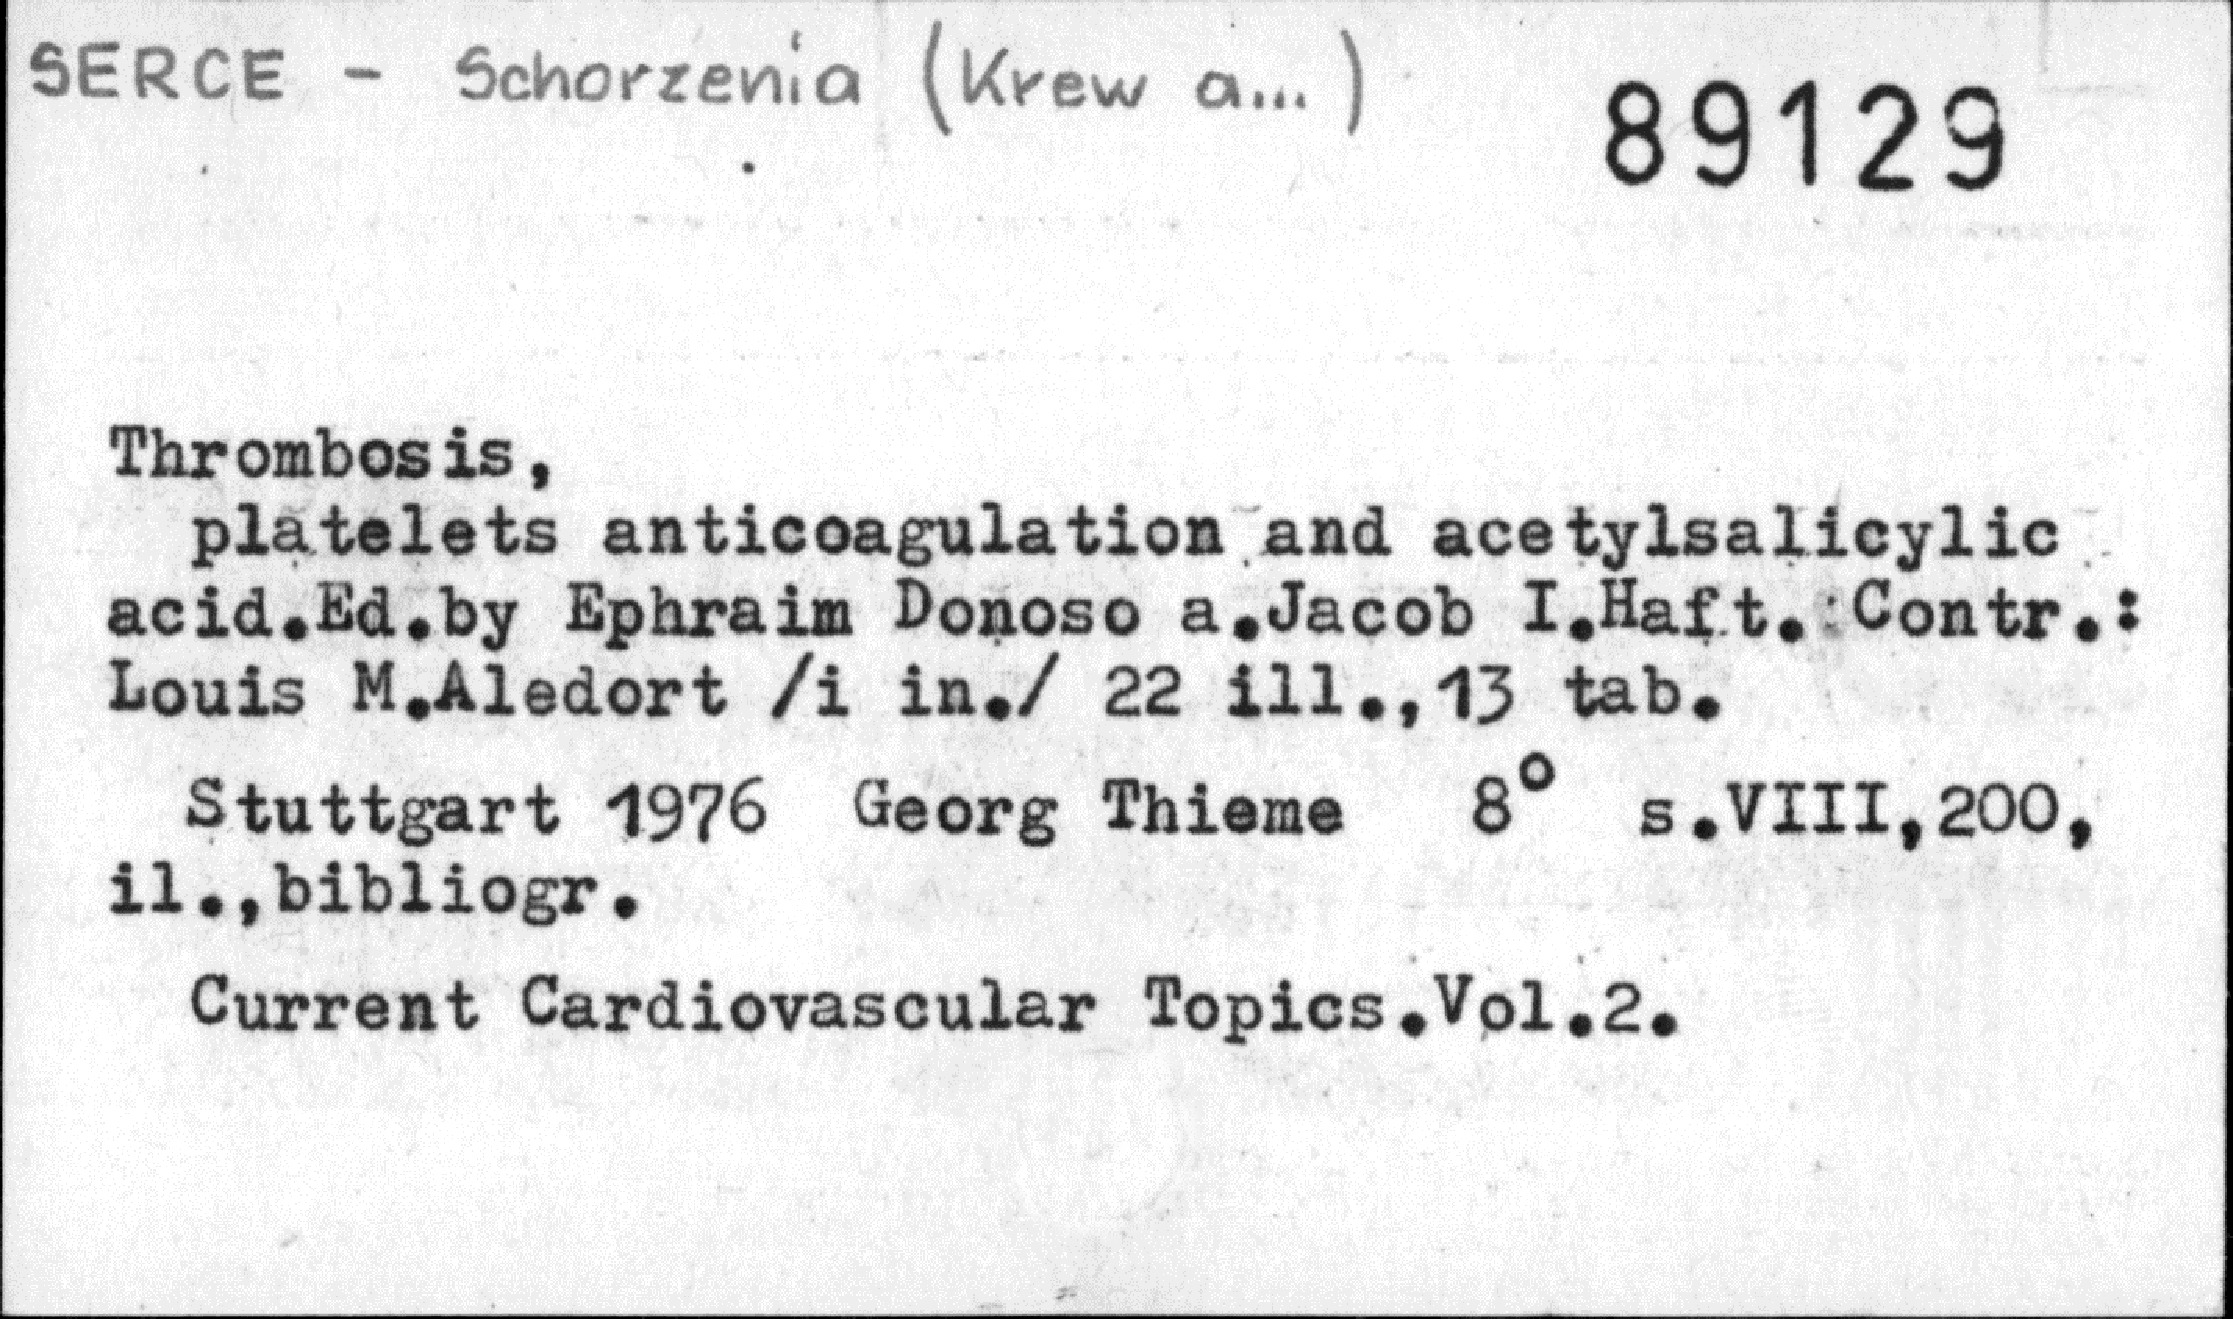 SERCE - Schorzenia (Krew a...)
89129
Thrombosis,
platelets anticoagulation and acetylsalicylic
acid.Ed.by Ephraim Donoso a.Jacob I.Haft. Contr.:
Louis M.Aledort /i in./ 22 ill.,13 tab.
Stuttgart 1976 Georg Thieme 8° s.VIII,200,
il.,bibliogr.
Current Cardiovascular Topics.Vol.2.